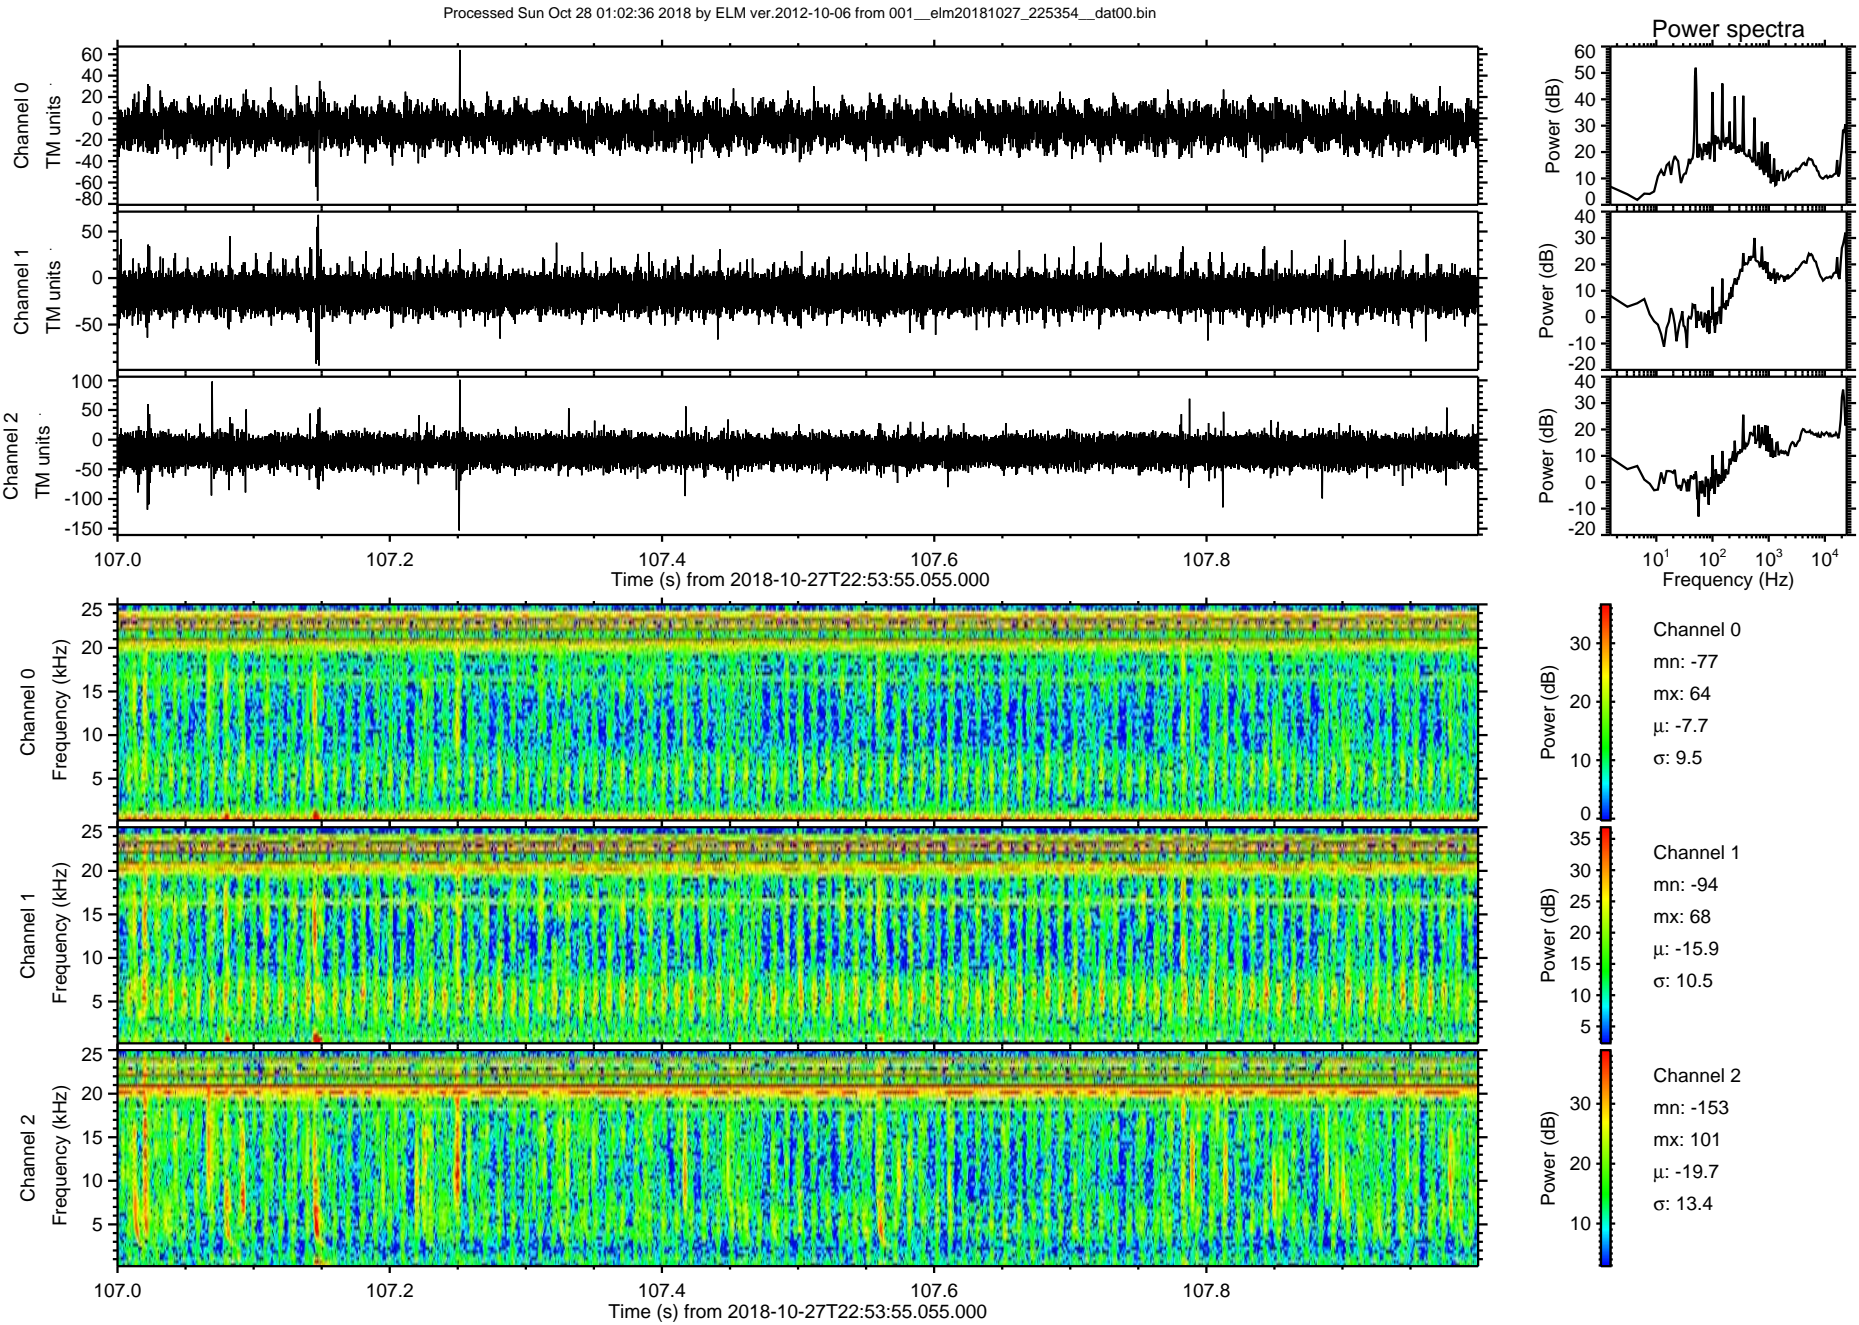 Processed Sun Oct 28 01:02:36 2018 by ELM ver.2012-10-06 from 001__elm20181027_225354__dat00.bin
Power spectra
Channel 0
TM units
60
40
20
0
-20
-40
-60
-80
Power (dB)
60
50
40
30
20
10
0
Channel 1
TM units
50
0
-50
Power (dB)
40
30
20
10
0
-10
-20
Channel 2
TM units
100
50
0
-50
-100
-150
Power (dB)
40
30
20
10
0
-10
-20
107.0 107.2 107.4 107.6 107.8
Time (s) from 2018-10-27T22:53:55.055.000
10^1 10^2 10^3 10^4
Frequency (Hz)
Channel 0
Frequency (kHz)
25
20
15
10
5
Power (dB)
30
20
10
0
Channel 0
mn: -77
mx: 64
μ: -7.7
σ: 9.5
Channel 1
Frequency (kHz)
25
20
15
10
5
Power (dB)
35
30
25
20
15
10
5
Channel 1
mn: -94
mx: 68
μ: -15.9
σ: 10.5
Channel 2
Frequency (kHz)
25
20
15
10
5
Power (dB)
30
20
10
Channel 2
mn: -153
mx: 101
μ: -19.7
σ: 13.4
107.0 107.2 107.4 107.6 107.8
Time (s) from 2018-10-27T22:53:55.055.000